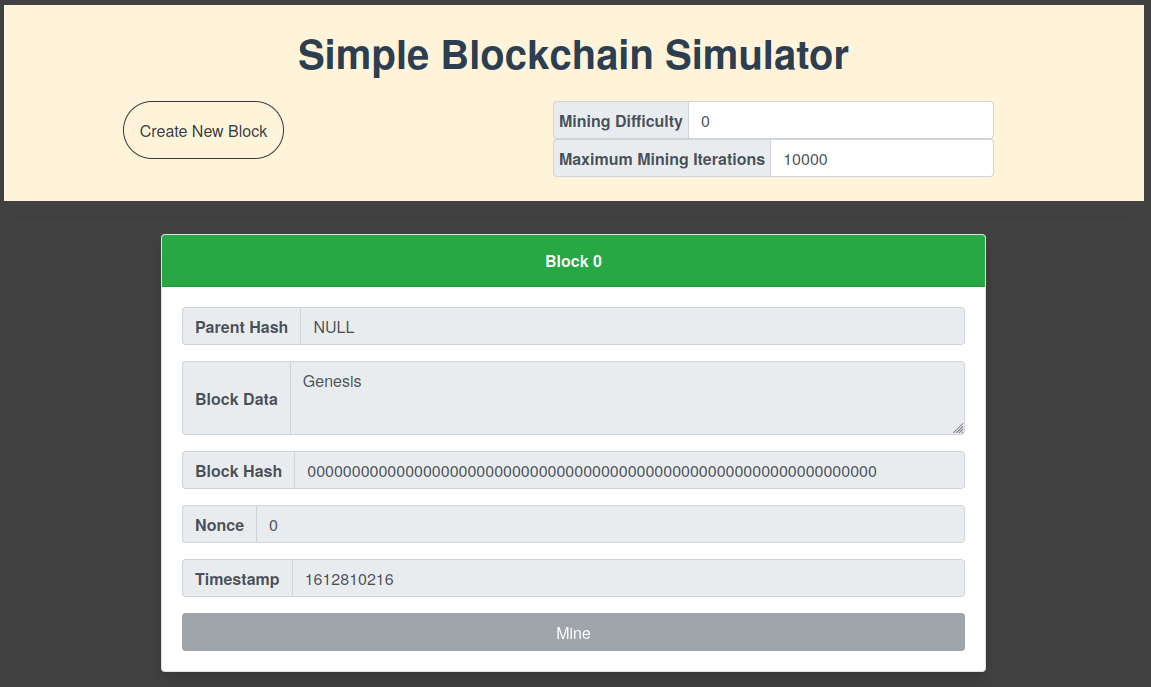 Simple Blockchain Simulator
Create New Block
Mining Difficulty
0
Maximum Mining Iterations
10000
Block 0
Parent Hash
NULL
Block Data
Genesis
Block Hash
0000000000000000000000000000000000000000000000000000000000000000
Nonce
0
Timestamp
1612810216
Mine